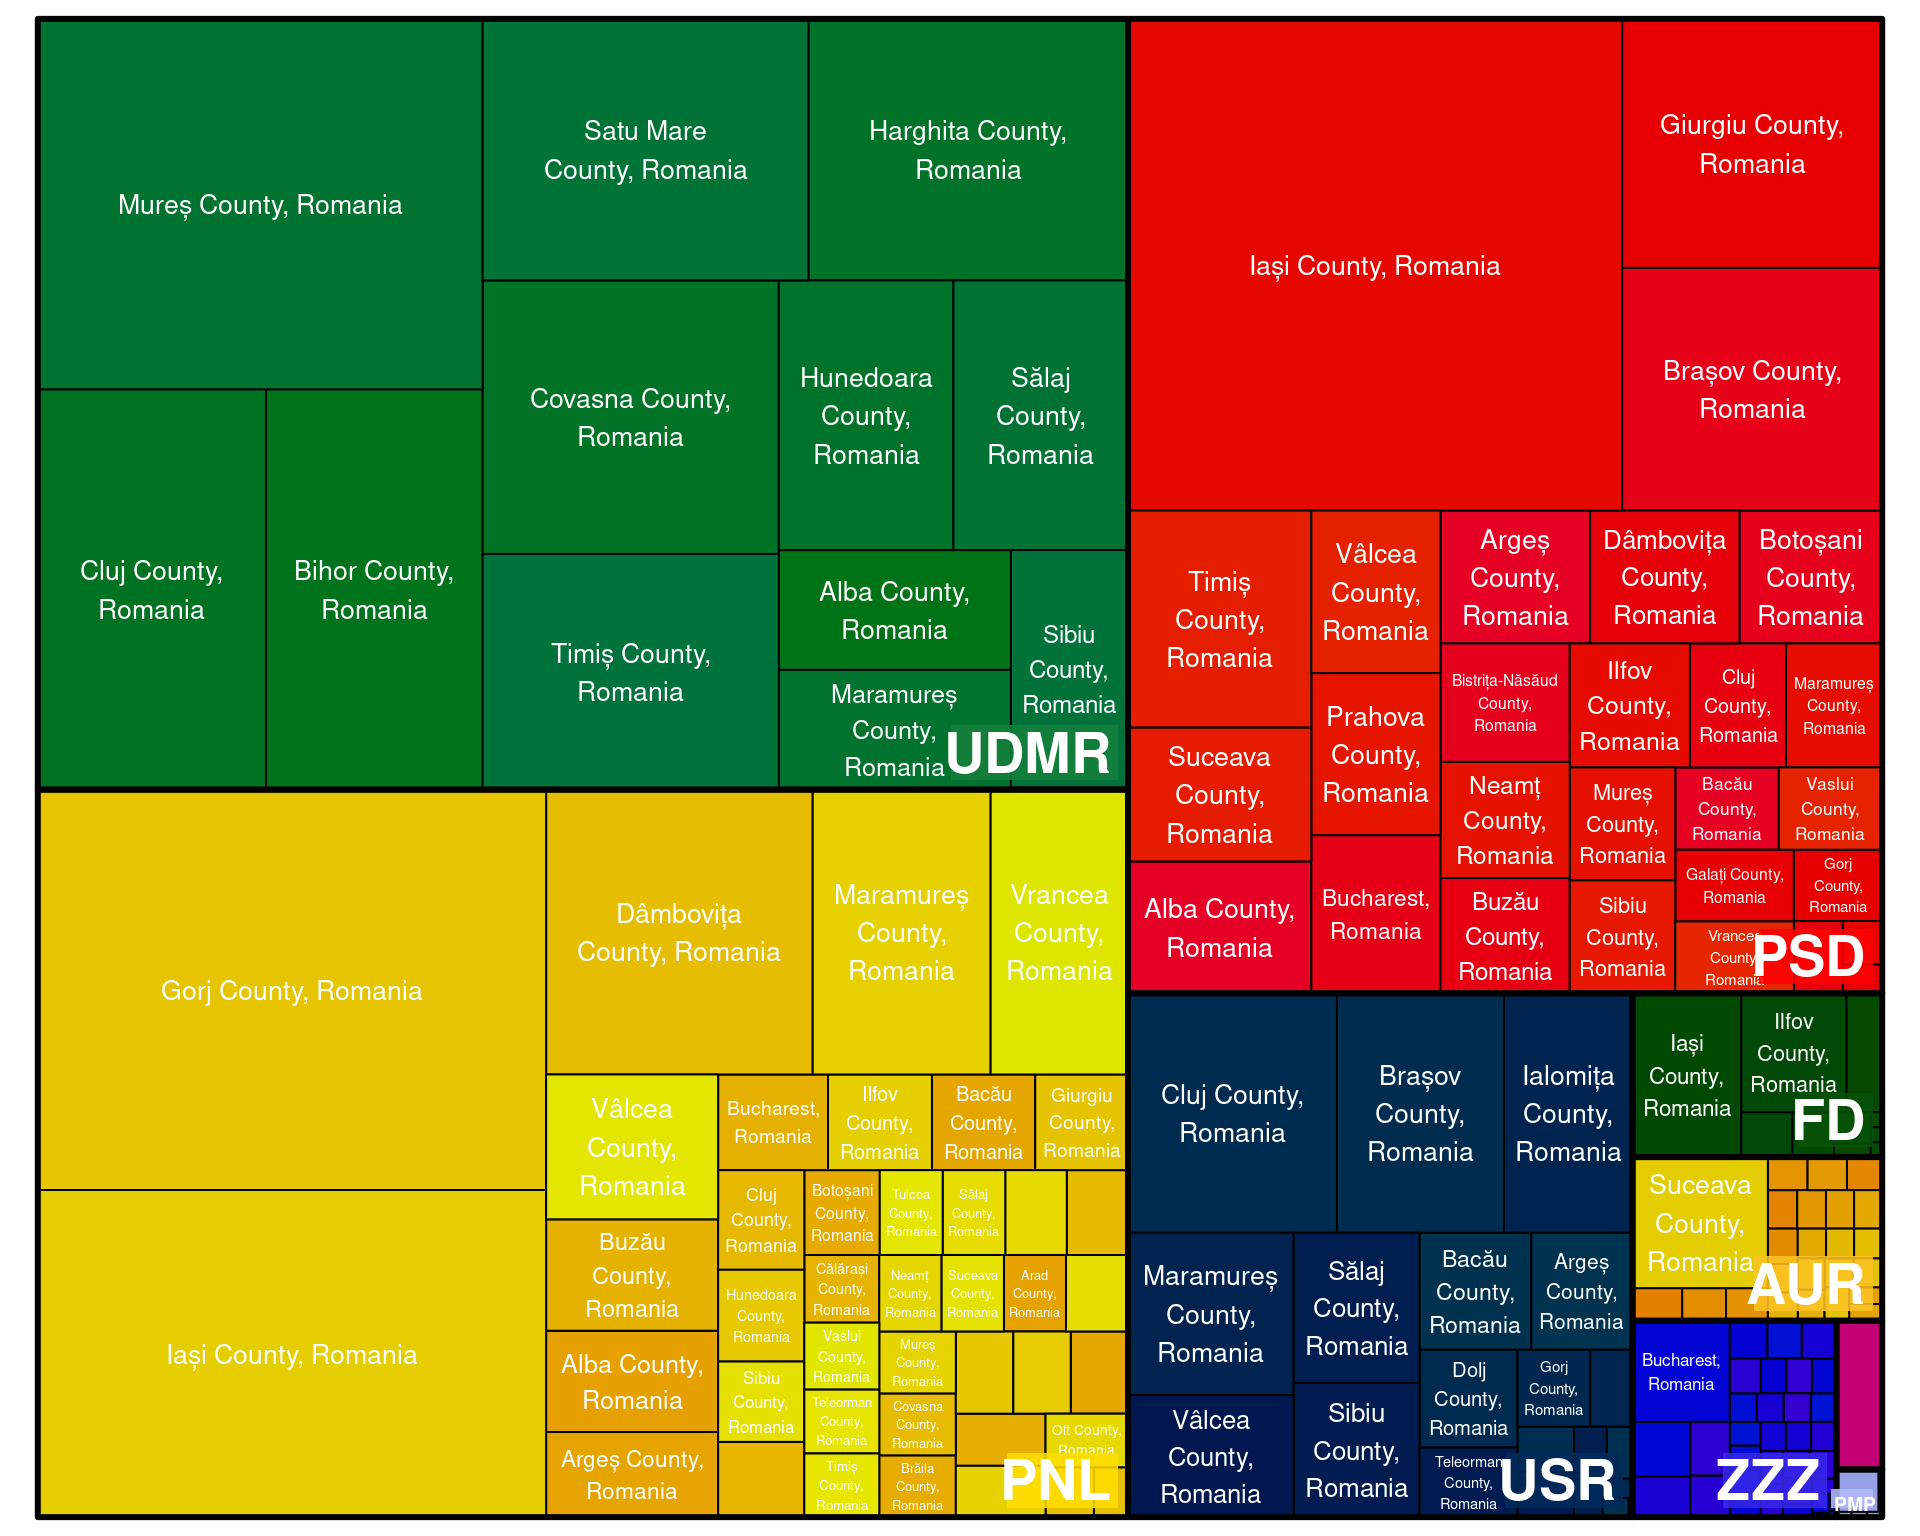 Mureș County, Romania
Satu Mare
County, Romania
Harghita County,
Romania
Cluj County,
Romania
Bihor County,
Romania
Covasna County,
Romania
Timiș County,
Romania
Hunedoara
County,
Romania
Sălaj
County,
Romania
Alba County,
Romania
Maramureș
County,
Romania
Sibiu
County,
Romania
UDMR
Iași County, Romania
Giurgiu County,
Romania
Brașov County,
Romania
Timiș
County,
Romania
Suceava
County,
Romania
Alba County,
Romania
Vâlcea
County,
Romania
Prahova
County,
Romania
Bucharest,
Romania
Argeș
County,
Romania
Dâmbovița
County,
Romania
Botoșani
County,
Romania
Bistrița-Năsăud
County,
Romania
Ilfov
County,
Romania
Cluj
County,
Romania
Maramureș
County,
Romania
Neamț
County,
Romania
Buzău
County,
Romania
Mureș
County,
Romania
Sibiu
County,
Romania
Bacău
County,
Romania
Vaslui
County,
Romania
Galați County,
Romania
Gorj
County,
Romania
Vrancea
County,
Romania
PSD
Gorj County, Romania
Iași County, Romania
Dâmbovița
County, Romania
Maramureș
County,
Romania
Vrancea
County,
Romania
Vâlcea
County,
Romania
Buzău
County,
Romania
Alba County,
Romania
Argeș County,
Romania
Bucharest,
Romania
Ilfov
County,
Romania
Bacău
County,
Romania
Giurgiu
County,
Romania
Cluj
County,
Romania
Hunedoara
County,
Romania
Sibiu
County,
Romania
Botoșani
County,
Romania
Călărași
County,
Romania
Vaslui
County,
Romania
Teleorman
County,
Romania
Timiș
County,
Romania
Tulcea
County,
Romania
Sălaj
County,
Romania
Neamț
County,
Romania
Suceava
County,
Romania
Arad
County,
Romania
Mureș
County,
Romania
Covasna
County,
Romania
Brăila
County,
Romania
Olt County,
Romania
PNL
Cluj County,
Romania
Brașov
County,
Romania
Ialomița
County,
Romania
Maramureș
County,
Romania
Vâlcea
County,
Romania
Sălaj
County,
Romania
Sibiu
County,
Romania
Bacău
County,
Romania
Argeș
County,
Romania
Dolj
County,
Romania
Gorj
County,
Romania
Teleorman
County,
Romania
USR
Iași
County,
Romania
Ilfov
County,
Romania
FD
Suceava
County,
Romania
AUR
Bucharest,
Romania
ZZZ
PMP